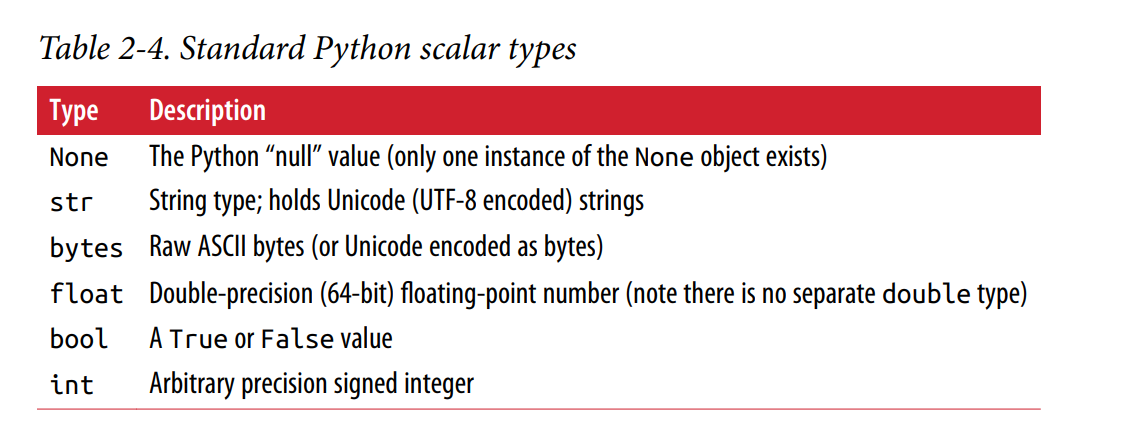 Table 2-4. Standard Python scalar types
Type Description
None The Python “null” value (only one instance of the None object exists)
str String type; holds Unicode (UTF-8 encoded) strings
bytes Raw ASCII bytes (or Unicode encoded as bytes)
float Double-precision (64-bit) floating-point number (note there is no separate double type)
bool A True or False value
int Arbitrary precision signed integer